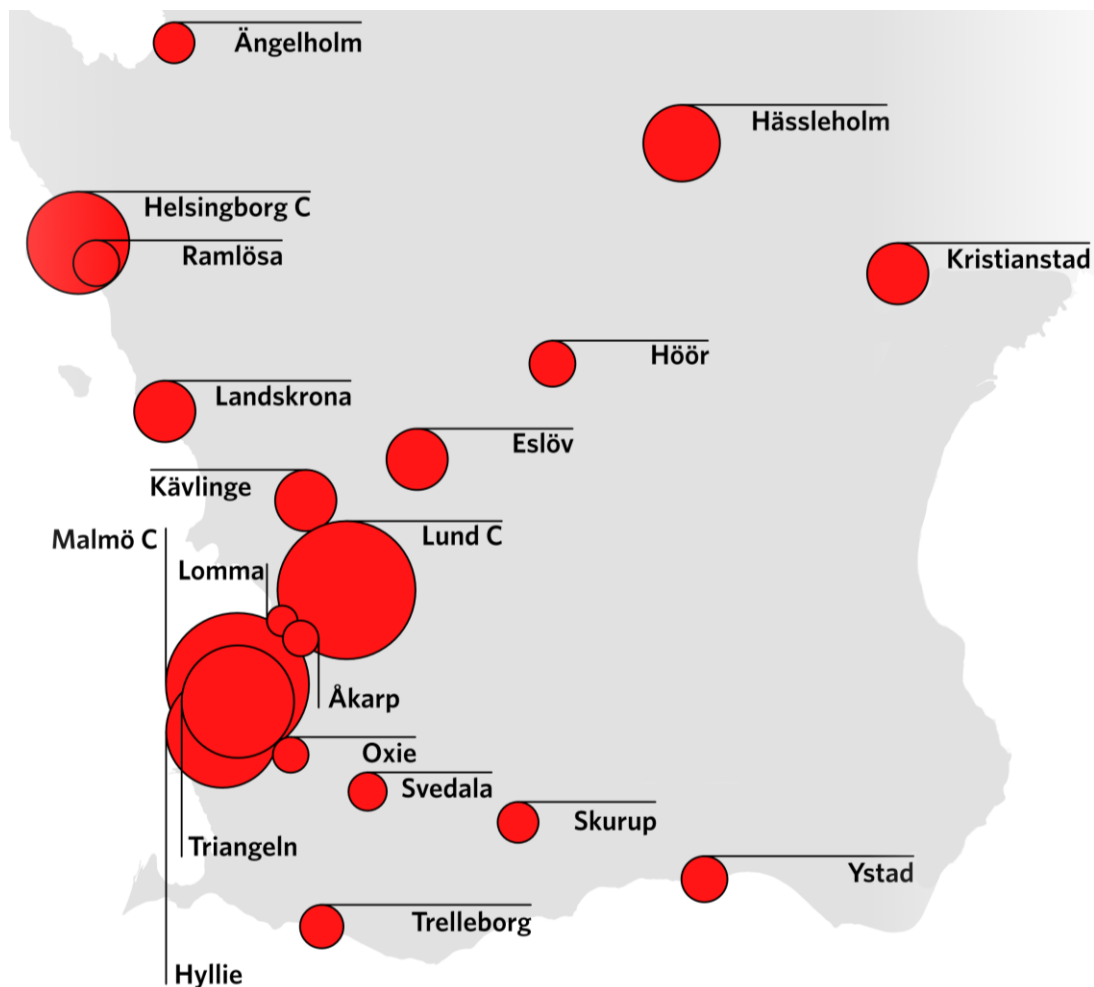 Ängelholm
Hässleholm
Helsingborg C
Ramlösa
Kristianstad
Höör
Landskrona
Eslöv
Kävlinge
Lund C
Malmö C
Lomma
Åkarp
Oxie
Svedala
Skurup
Triangeln
Ystad
Trelleborg
Hyllie